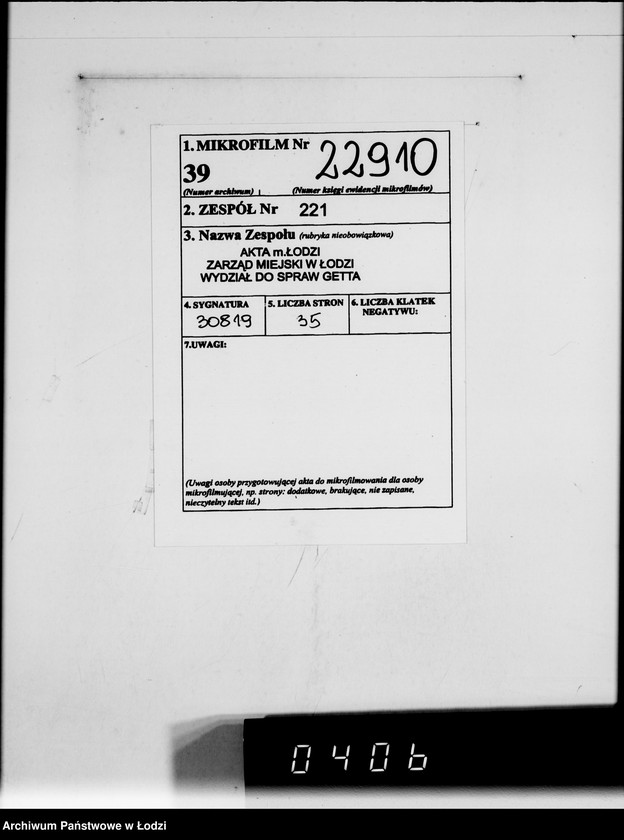 1. MIKROFILM Nr 22910
39
(Numer archiwum) (Numer księgi ewidencji mikrofilmów)
2. ZESPÓŁ Nr 221
3. Nazwa Zespołu (rubryka nieobowiązkowa)
AKTA m.ŁODZI
ZARZĄD MIEJSKI W ŁODZI
WYDZIAŁ DO SPRAW GETTA
4. SYGNATURA 5. LICZBA STRON 6. LICZBA KLATEK
NEGATYWU:
30819 35
7.UWAGI:
(Uwagi osoby przygotowującej akta do mikrofilmowania dla osoby
mikrofilmującej, np. strony: dodatkowe, brakujące, nie zapisane,
nieczytelny tekst itd.)
0406
Archiwum Państwowe w Łodzi